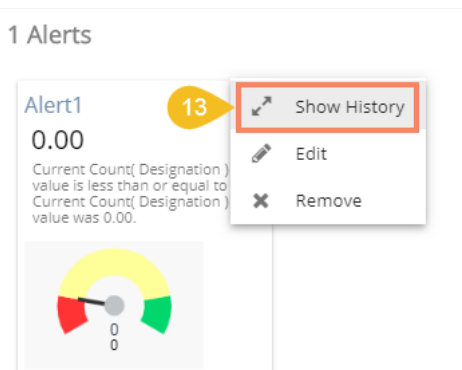 1 Alerts
Alert1
13
Show History
0.00
Current Count( Designation )
value is less than or equal to
Current Count( Designation )
value was 0.00.
Edit
Remove
0
0